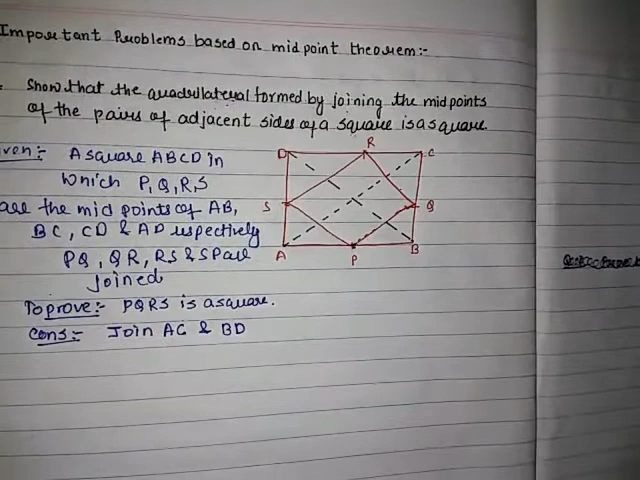 Important Problems based on midpoint theorem:-
Show that the quadrilateral formed by joining the midpoints
of the pairs of adjacent sides of a square is a square.
iven:- A square ABCD in
which P, Q, R, S
are the mid points of AB,
BC, CD & AD respectively
PQ, QR, RS & SP are
joined
To prove:- PQRS is a square.
Cons:- Join AC & BD
D R C
S Q
A P B